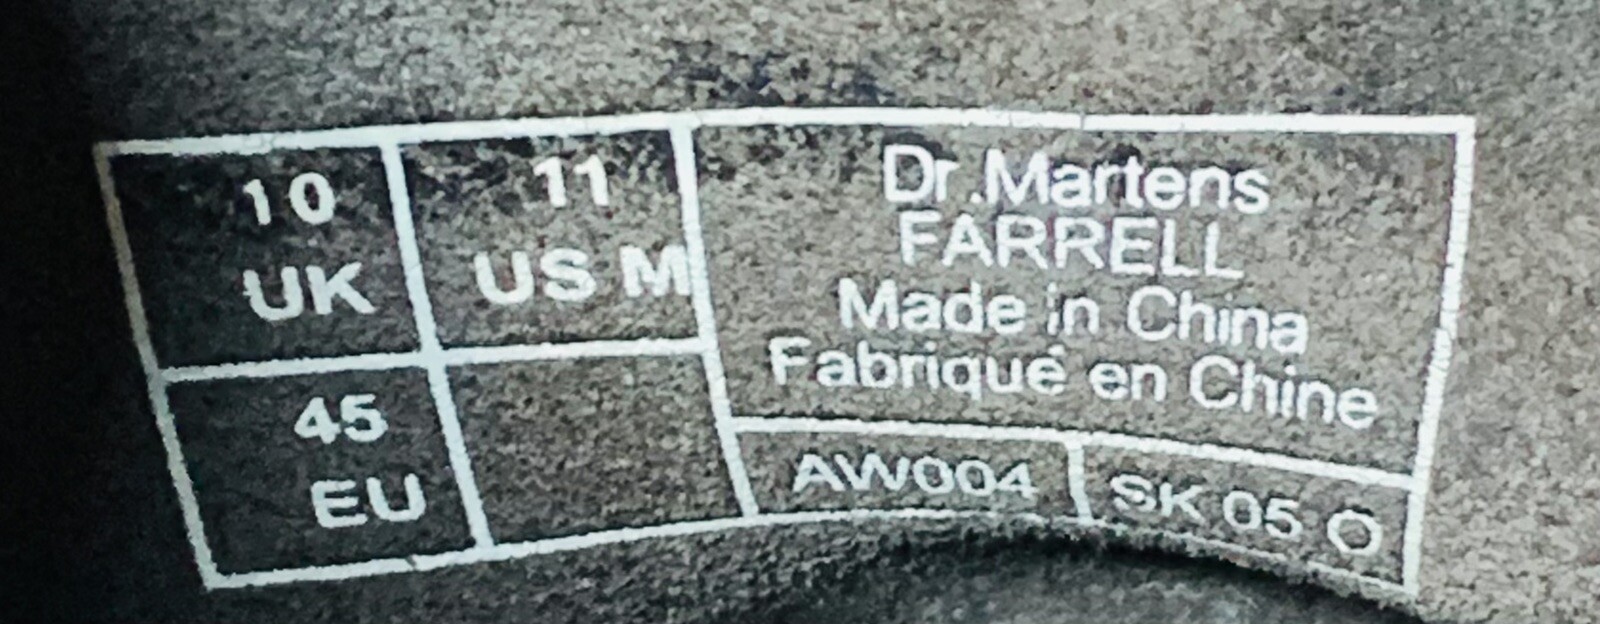 10
UK
11
US M
45
EU
Dr.Martens
FARRELL
Made in China
Fabriqué en Chine
AW004
SK 05 O